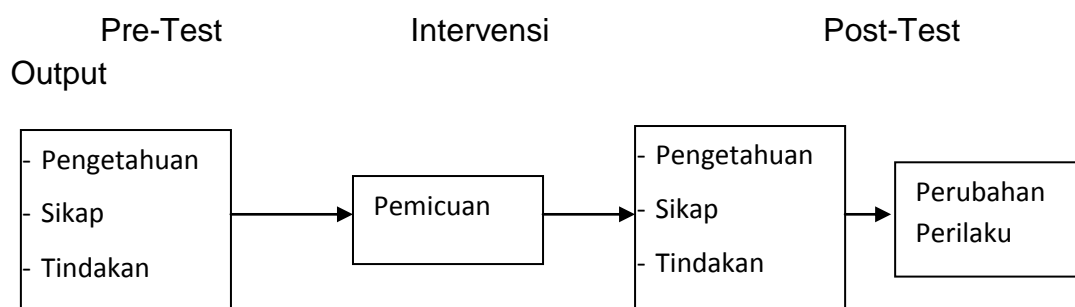 Pre-Test Intervensi Post-Test
Output
- Pengetahuan
- Sikap
- Tindakan
Pemicuan
- Pengetahuan
- Sikap
- Tindakan
Perubahan
Perilaku